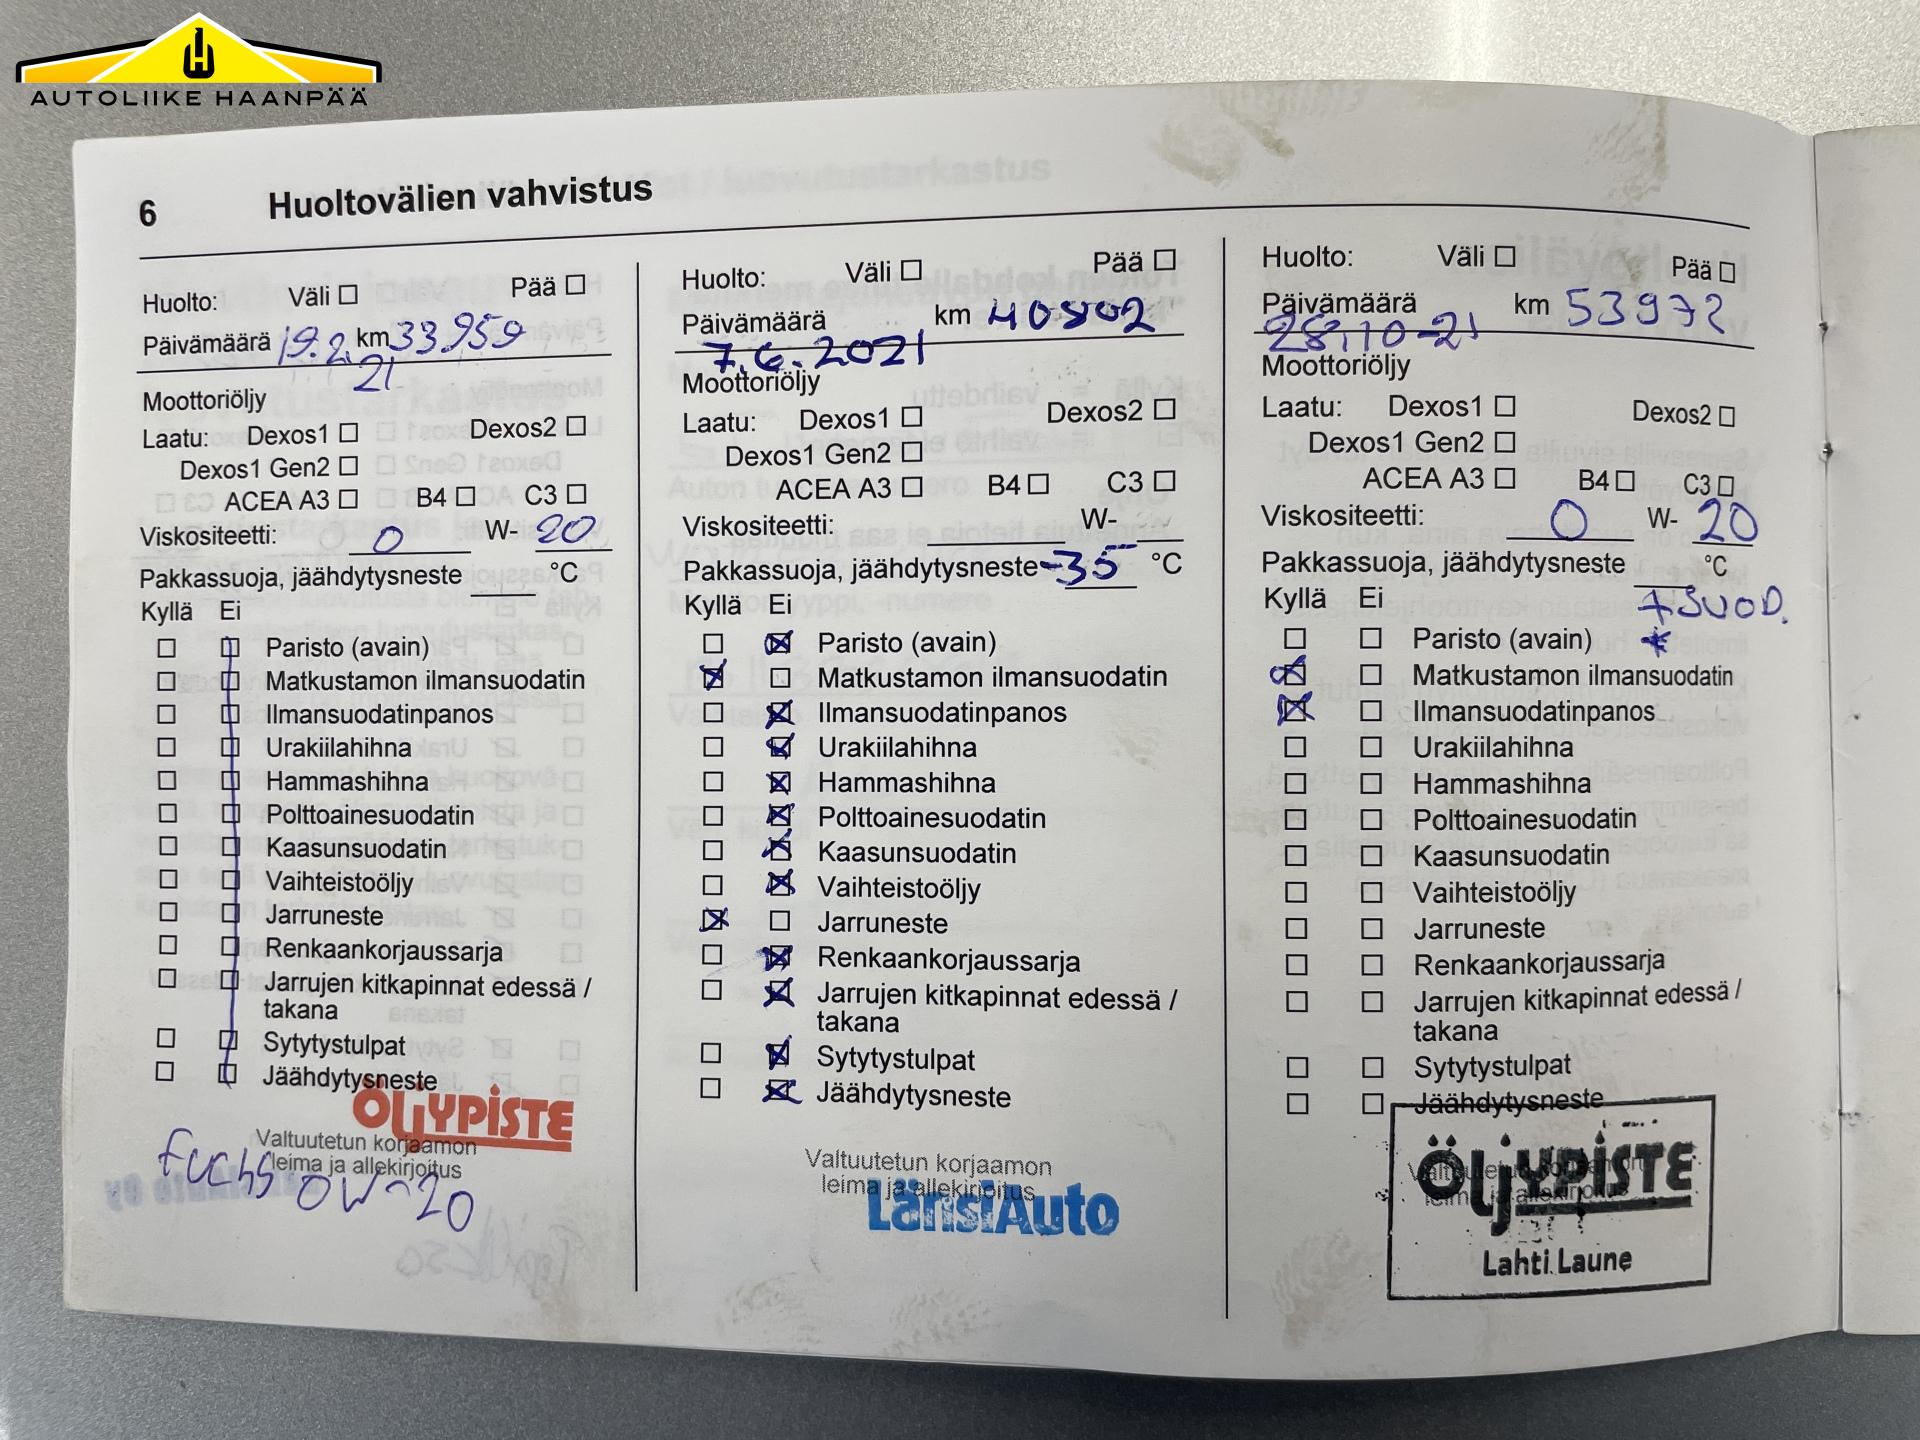 AUTOLIIKE HAANPÄÄ
6 Huoltovälien vahvistus
Huolto: Väli ☐ Pää ☐
Päivämäärä 19.2. km 33.959
21
Moottoriöljy
Laatu: Dexos1 ☐ Dexos2 ☐
Dexos1 Gen2 ☐
ACEA A3 ☐ B4 ☐ C3 ☐
Viskositeetti: 0 W- 20
Pakkassuoja, jäähdytysneste °C
Kyllä Ei
Paristo (avain)
Matkustamon ilmansuodatin
Ilmansuodatinpanos
Urakiilahihna
Hammashihna
Polttoainesuodatin
Kaasunsuodatin
Vaihteistoöljy
Jarruneste
Renkaankorjaussarja
Jarrujen kitkapinnat edessä /
takana
Sytytystulpat
Jäähdytysneste
ÖLJYPISTE
Valtuutetun korjaamon
leima ja allekirjoitus
Fuchs
0W-20
Huolto: Väli ☐ Pää ☐
Päivämäärä km 40802
7.6.2021
Moottoriöljy
Laatu: Dexos1 ☐ Dexos2 ☐
Dexos1 Gen2 ☐
ACEA A3 ☐ B4 ☐ C3 ☐
Viskositeetti: W-
Pakkassuoja, jäähdytysneste -35 °C
Kyllä Ei
Paristo (avain)
Matkustamon ilmansuodatin
Ilmansuodatinpanos
Urakiilahihna
Hammashihna
Polttoainesuodatin
Kaasunsuodatin
Vaihteistoöljy
Jarruneste
Renkaankorjaussarja
Jarrujen kitkapinnat edessä /
takana
Sytytystulpat
Jäähdytysneste
Valtuutetun korjaamon
leima ja allekirjoitus
LänsiAuto
Huolto: Väli ☐ Pää ☐
Päivämäärä km 53972
28.10-21
Moottoriöljy
Laatu: Dexos1 ☐ Dexos2 ☐
Dexos1 Gen2 ☐
ACEA A3 ☐ B4 ☐ C3 ☐
Viskositeetti: 0 W- 20
Pakkassuoja, jäähdytysneste °C
Kyllä Ei +SUOD.
Paristo (avain) *
Matkustamon ilmansuodatin
Ilmansuodatinpanos
Urakiilahihna
Hammashihna
Polttoainesuodatin
Kaasunsuodatin
Vaihteistoöljy
Jarruneste
Renkaankorjaussarja
Jarrujen kitkapinnat edessä /
takana
Sytytystulpat
Jäähdytysneste
Valtuutetun korjaamon
leima ja allekirjoitus
ÖLJYPISTE
Lahti Laune